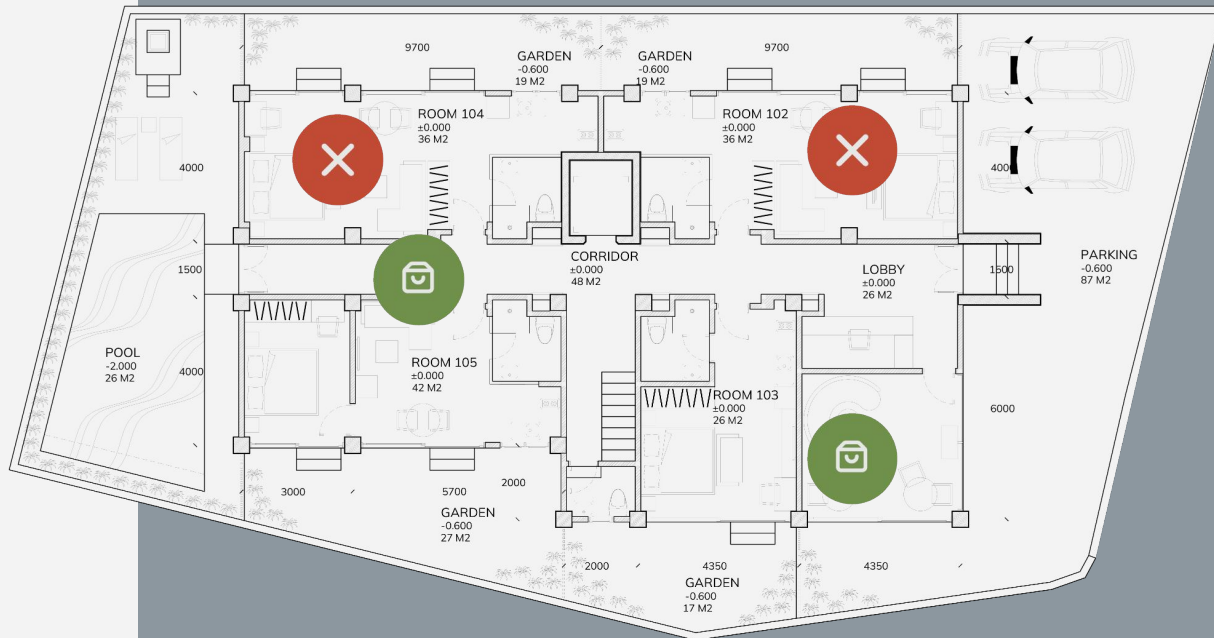 9700
9700
GARDEN
-0.600
19 M2
GARDEN
-0.600
19 M2
ROOM 104
±0.000
36 M2
ROOM 102
±0.000
36 M2
4000
4000
CORRIDOR
±0.000
48 M2
LOBBY
±0.000
26 M2
PARKING
-0.600
87 M2
1500
1500
POOL
-2.000
26 M2
4000
ROOM 105
±0.000
42 M2
ROOM 103
±0.000
26 M2
6000
3000
5700
2000
GARDEN
-0.600
27 M2
2000
4350
4350
GARDEN
-0.600
17 M2